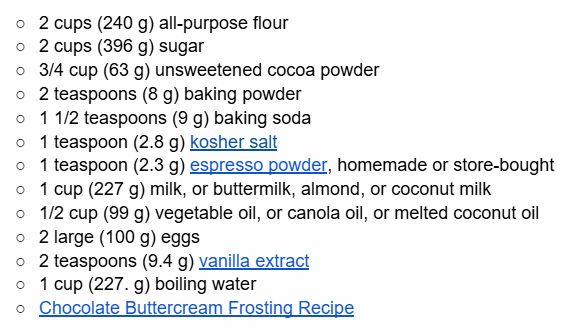 ○ 2 cups (240 g) all-purpose flour
○ 2 cups (396 g) sugar
○ 3/4 cup (63 g) unsweetened cocoa powder
○ 2 teaspoons (8 g) baking powder
○ 1 1/2 teaspoons (9 g) baking soda
○ 1 teaspoon (2.8 g) kosher salt
○ 1 teaspoon (2.3 g) espresso powder, homemade or store-bought
○ 1 cup (227 g) milk, or buttermilk, almond, or coconut milk
○ 1/2 cup (99 g) vegetable oil, or canola oil, or melted coconut oil
○ 2 large (100 g) eggs
○ 2 teaspoons (9.4 g) vanilla extract
○ 1 cup (227. g) boiling water
○ Chocolate Buttercream Frosting Recipe